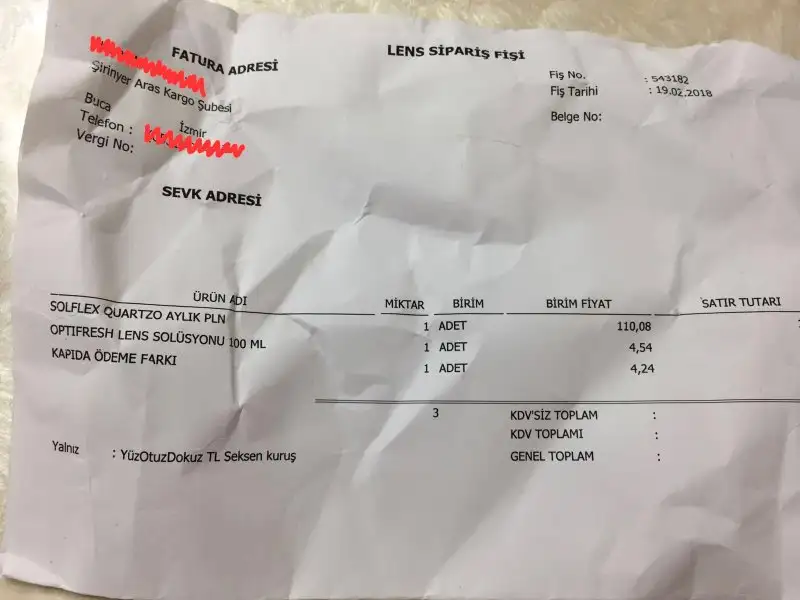 FATURA ADRESİ
Şirinyer Aras Kargo Şubesi
Buca
İzmir
Telefon :
Vergi No:
LENS SİPARİŞ FİŞİ
Fiş No. : 543182
Fiş Tarihi : 19.02.2018
Belge No:
SEVK ADRESİ
ÜRÜN ADI MİKTAR BİRİM BİRİM FİYAT SATIR TUTARI
SOLFLEX QUARTZO AYLIK PLN 1 ADET 110,08
OPTIFRESH LENS SOLÜSYONU 100 ML 1 ADET 4,54
KAPIDA ÖDEME FARKI 1 ADET 4,24
3 KDV'SİZ TOPLAM :
KDV TOPLAMI :
Yalnız : YüzOtuzDokuz TL Seksen kuruş GENEL TOPLAM :